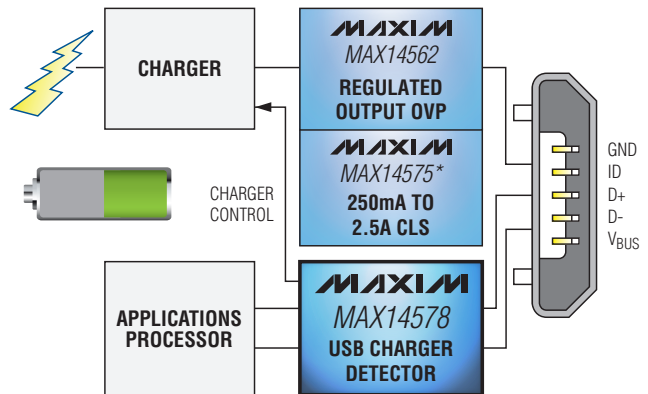 CHARGER
MAXIM
MAX14562
REGULATED
OUTPUT OVP
MAXIM
MAX14575*
250mA TO
2.5A CLS
CHARGER
CONTROL
APPLICATIONS
PROCESSOR
MAXIM
MAX14578
USB CHARGER
DETECTOR
GND
ID
D+
D-
VBUS